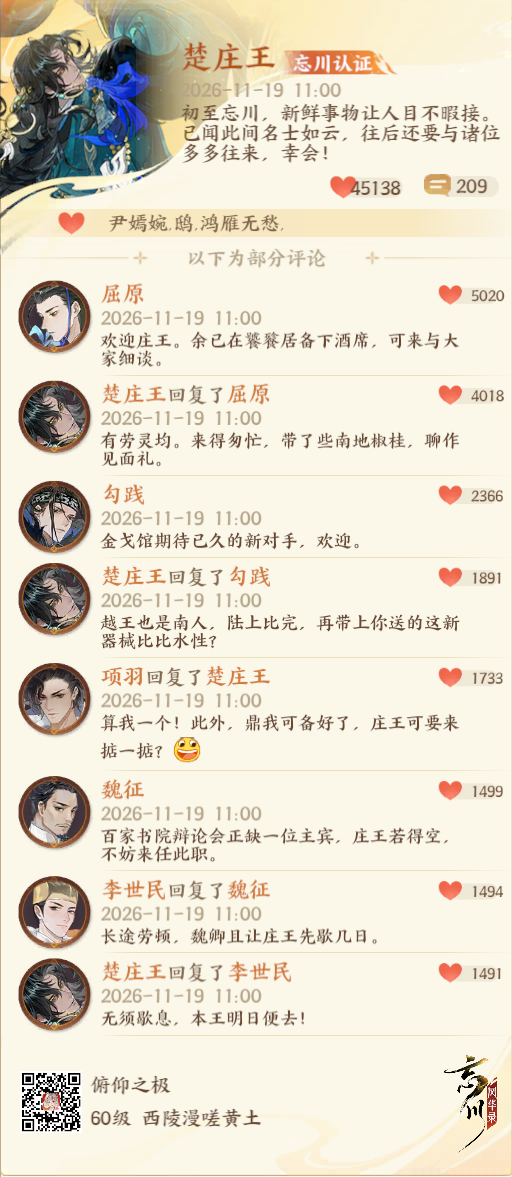 楚庄王 忘川认证
2026-11-19 11:00
初至忘川，新鲜事物让人目不暇接。
已闻此间名士如云，往后还要与诸位
多多往来，幸会！
45138 209
尹嫣婉,鸱,鸿雁无愁,
以下为部分评论
屈原 5020
2026-11-19 11:00
欢迎庄王。余已在饕餮居备下酒席，可来与大
家细谈。
楚庄王回复了屈原 4018
2026-11-19 11:00
有劳灵均。来得匆忙，带了些南地椒桂，聊作
见面礼。
勾践 2366
2026-11-19 11:00
金戈馆期待已久的新对手，欢迎。
楚庄王回复了勾践 1891
2026-11-19 11:00
越王也是南人，陆上比完，再带上你送的这新
器械比比水性？
项羽回复了楚庄王 1733
2026-11-19 11:00
算我一个！此外，鼎我可备好了，庄王可要来
掂一掂？
魏征 1499
2026-11-19 11:00
百家书院辩论会正缺一位主宾，庄王若得空，
不妨来任此职。
李世民回复了魏征 1494
2026-11-19 11:00
长途劳顿，魏卿且让庄王先歇几日。
楚庄王回复了李世民 1491
2026-11-19 11:00
无须歇息，本王明日便去！
俯仰之极
60级 西陵漫嗟黄土
忘川
风华录